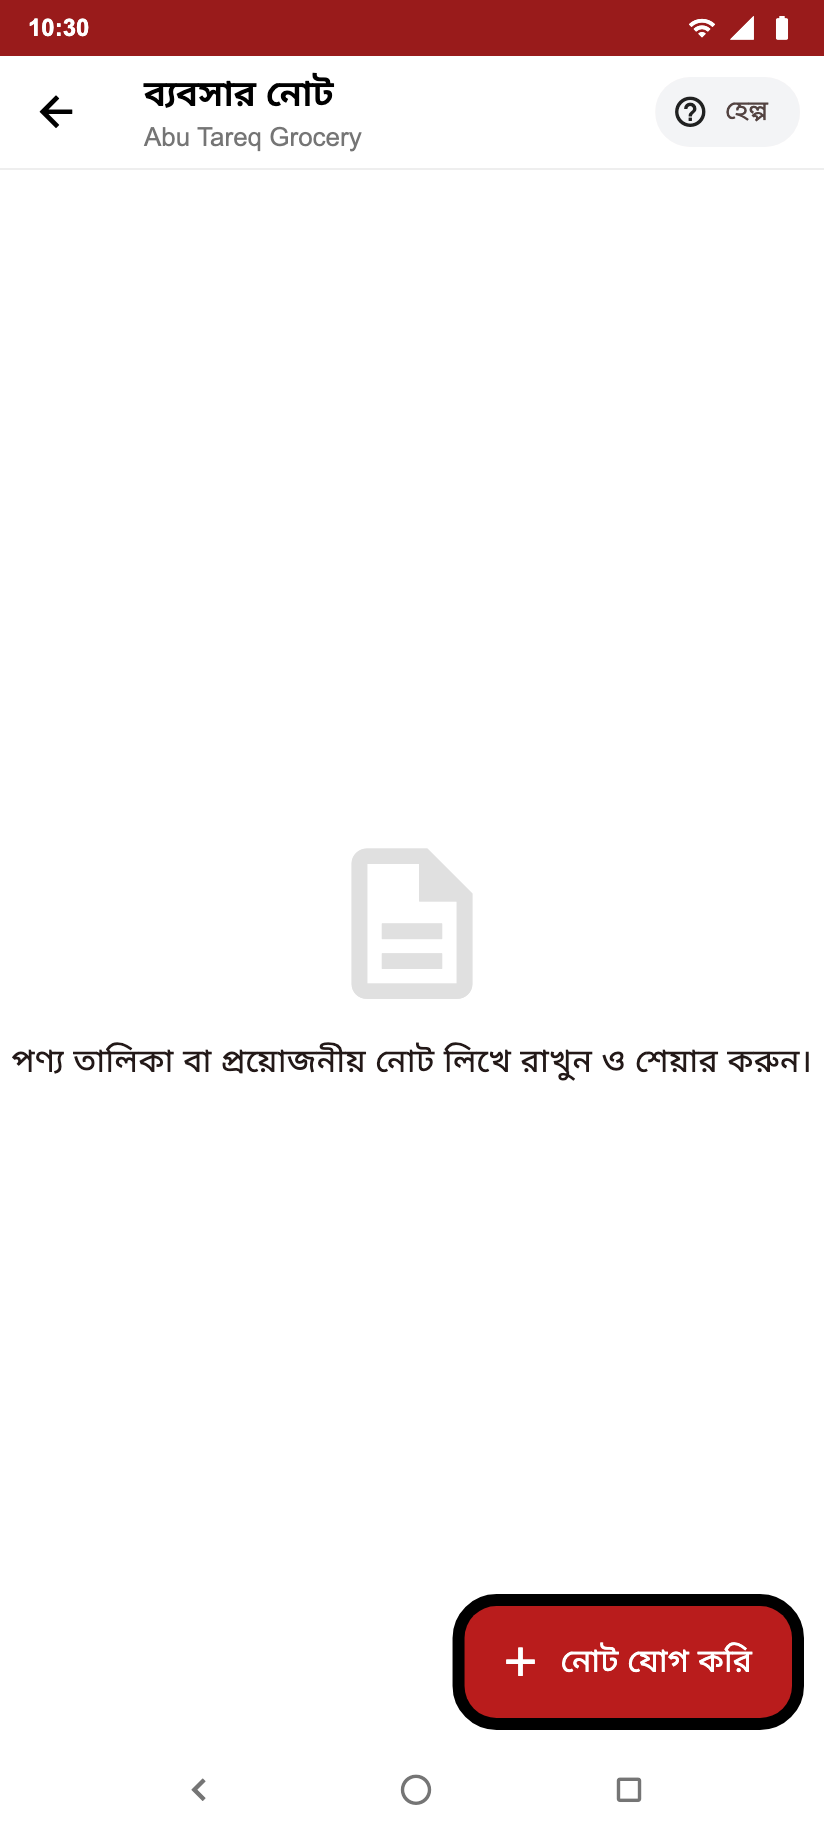 10:30
ব্যবসার নোট
Abu Tareq Grocery
হেল্প
পণ্য তালিকা বা প্রয়োজনীয় নোট লিখে রাখুন ও শেয়ার করুন।
+ নোট যোগ করি